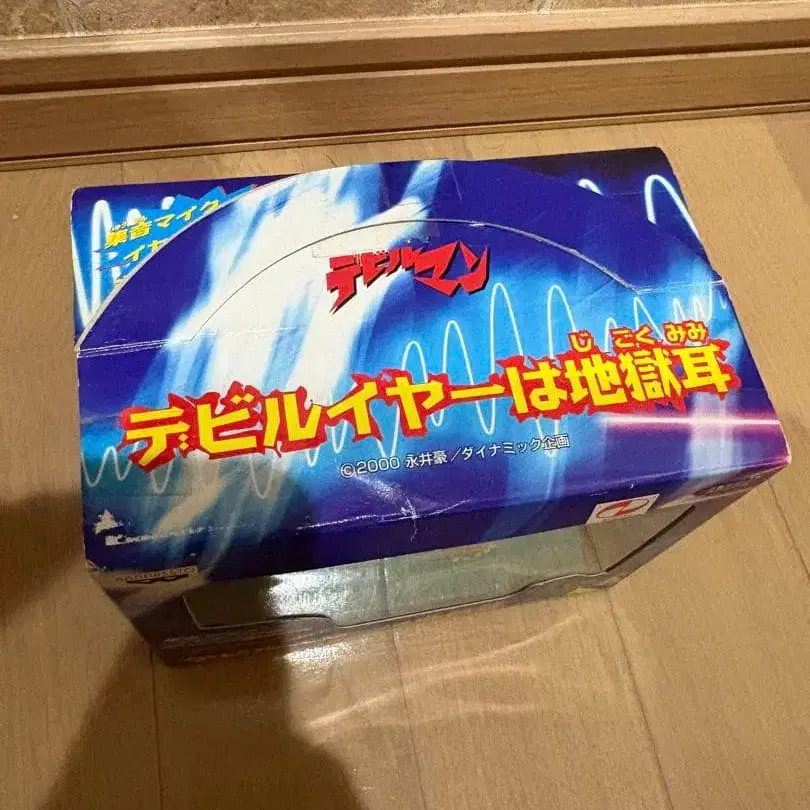 集音マイク
イヤ
デビルマン
じごくみみ
デビルイヤーは地獄耳
©2000 永井豪/ダイナミック企画
BANPRESTO